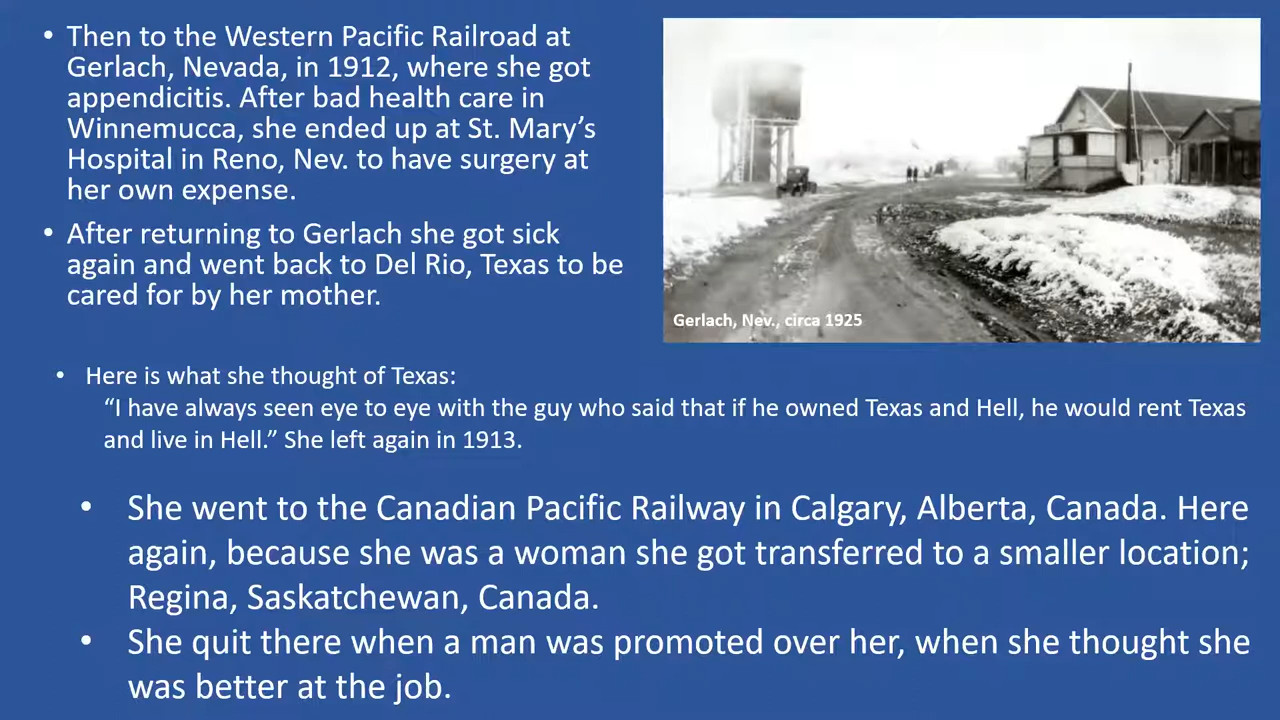 • Then to the Western Pacific Railroad at
Gerlach, Nevada, in 1912, where she got
appendicitis. After bad health care in
Winnemucca, she ended up at St. Mary’s
Hospital in Reno, Nev. to have surgery at
her own expense.
• After returning to Gerlach she got sick
again and went back to Del Rio, Texas to be
cared for by her mother.
Gerlach, Nev., circa 1925
• Here is what she thought of Texas:
“I have always seen eye to eye with the guy who said that if he owned Texas and Hell, he would rent Texas
and live in Hell.” She left again in 1913.
• She went to the Canadian Pacific Railway in Calgary, Alberta, Canada. Here
again, because she was a woman she got transferred to a smaller location;
Regina, Saskatchewan, Canada.
• She quit there when a man was promoted over her, when she thought she
was better at the job.